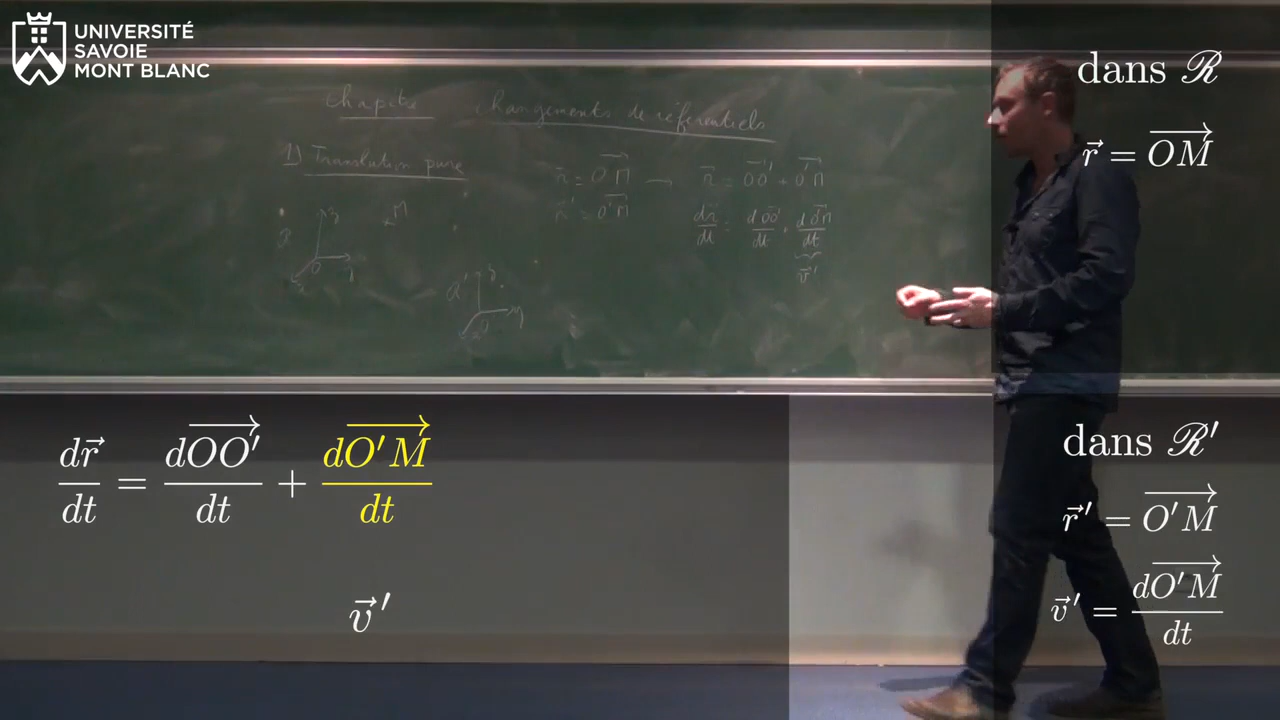 UNIVERSITÉ
SAVOIE
MONT BLANC
dans ℛ
r⃗ = OM⃗
Chapitre changements de référentiels
1) Translation pure
r⃗ = OM⃗ → r⃗ = OO'⃗ + O'M⃗
r⃗' = O'M⃗
dr⃗/dt = dOO'⃗/dt + dO'M⃗/dt
v⃗'
R z M
O y
x
R' z
O' y
x
dr⃗/dt = dOO'⃗/dt + dO'M⃗/dt
v⃗'
dans ℛ'
r⃗' = O'M⃗
v⃗' = dO'M⃗/dt